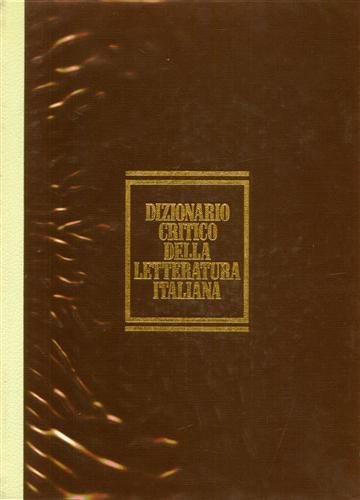 DIZIONARIO
CRITICO
DELLA
LETTERATURA
ITALIANA